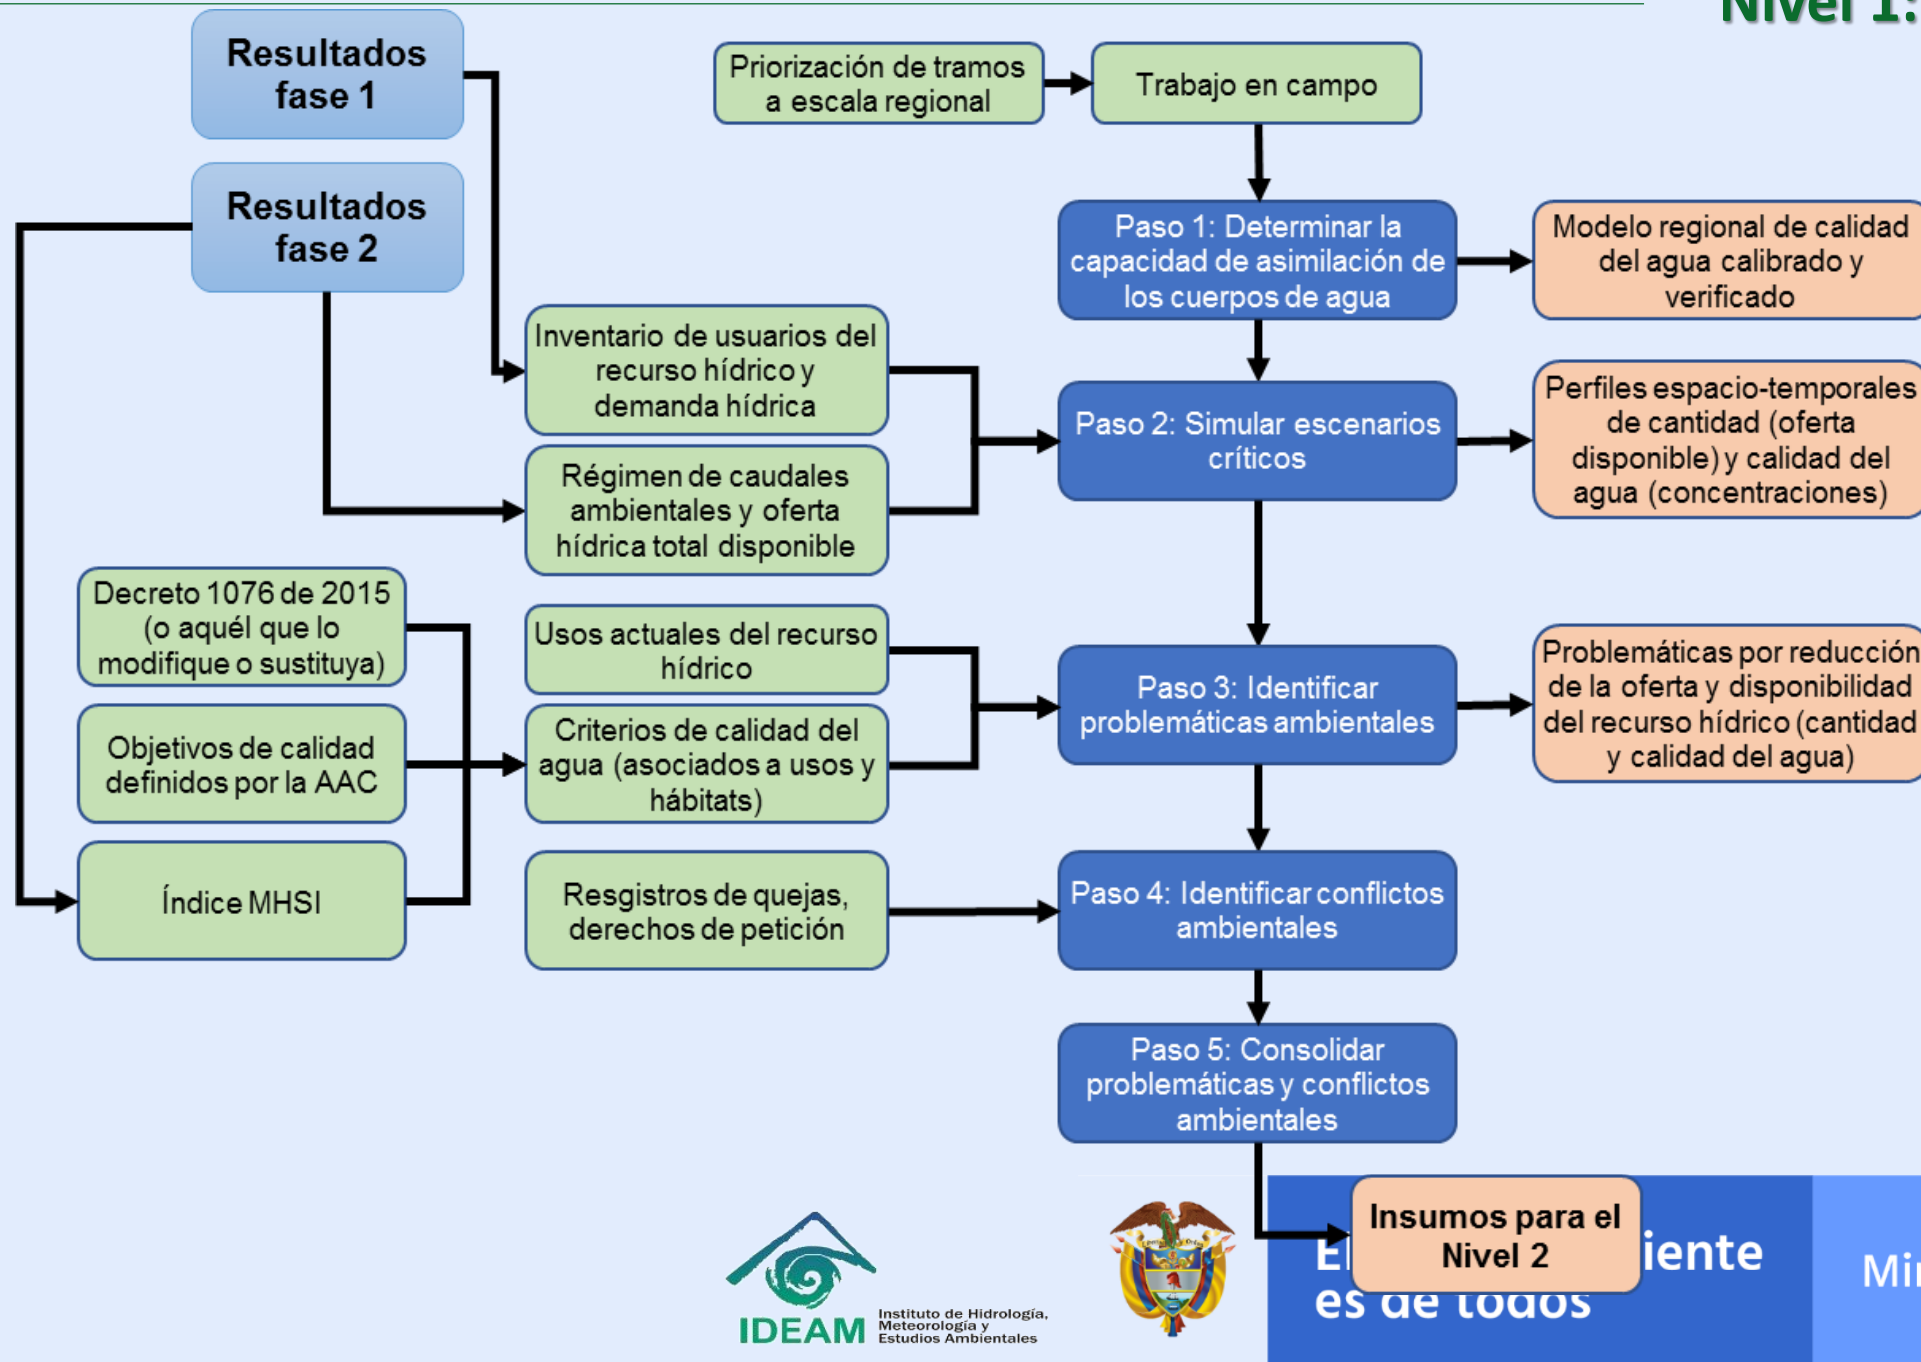 Nivel 1:
Resultados
fase 1
Resultados
fase 2
Priorización de tramos
a escala regional
Trabajo en campo
Paso 1: Determinar la
capacidad de asimilación de
los cuerpos de agua
Modelo regional de calidad
del agua calibrado y
verificado
Inventario de usuarios del
recurso hídrico y
demanda hídrica
Régimen de caudales
ambientales y oferta
hídrica total disponible
Paso 2: Simular escenarios
críticos
Perfiles espacio-temporales
de cantidad (oferta
disponible) y calidad del
agua (concentraciones)
Decreto 1076 de 2015
(o aquél que lo
modifique o sustituya)
Objetivos de calidad
definidos por la AAC
Índice MHSI
Usos actuales del recurso
hídrico
Criterios de calidad del
agua (asociados a usos y
hábitats)
Paso 3: Identificar
problemáticas ambientales
Problemáticas por reducción
de la oferta y disponibilidad
del recurso hídrico (cantidad
y calidad del agua)
Resgistros de quejas,
derechos de petición
Paso 4: Identificar conflictos
ambientales
Paso 5: Consolidar
problemáticas y conflictos
ambientales
Insumos para el
Nivel 2
IDEAM
Instituto de Hidrología,
Meteorología y
Estudios Ambientales
iente
es de todos